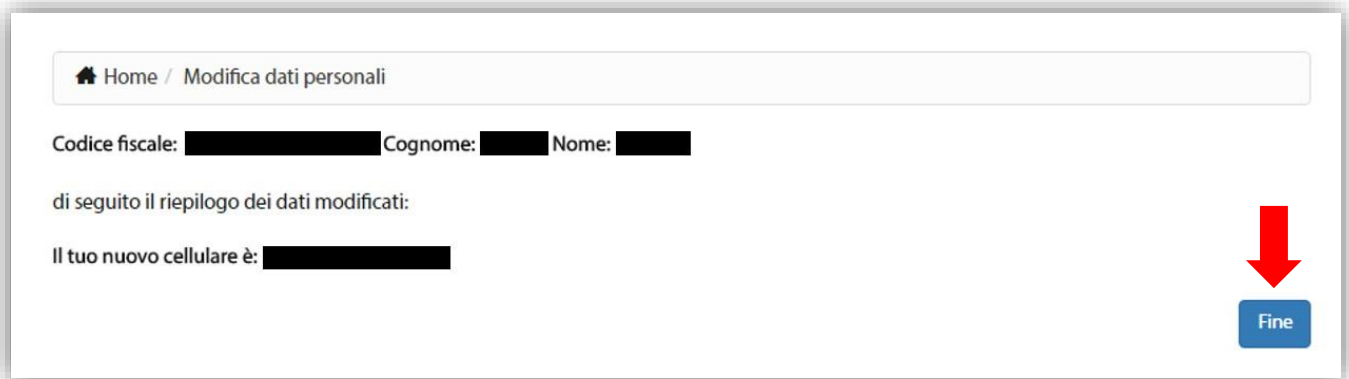 Home / Modifica dati personali
Codice fiscale: Cognome: Nome:
di seguito il riepilogo dei dati modificati:
Il tuo nuovo cellulare è:
Fine